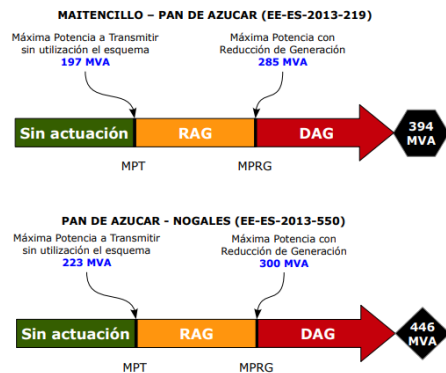 MAITENCILLO – PAN DE AZUCAR (EE-ES-2013-219)
Máxima Potencia a Transmitir
sin utilización el esquema
197 MVA
Máxima Potencia con
Reducción de Generación
285 MVA
Sin actuación
RAG
DAG
394
MVA
MPT
MPRG
PAN DE AZUCAR - NOGALES (EE-ES-2013-550)
Máxima Potencia a Transmitir
sin utilización el esquema
223 MVA
Máxima Potencia con
Reducción de Generación
300 MVA
Sin actuación
RAG
DAG
446
MVA
MPT
MPRG